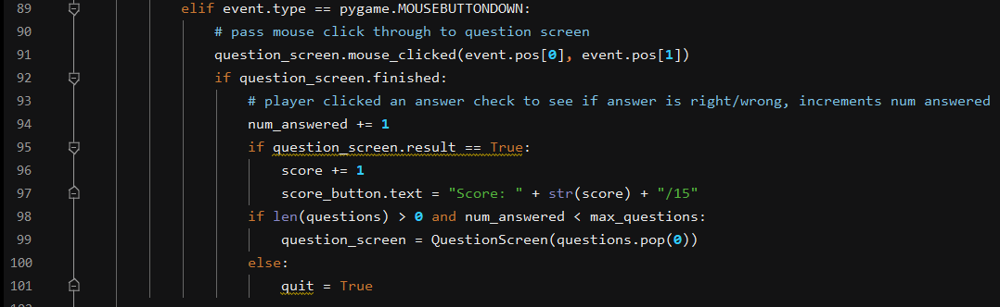 89 elif event.type == pygame.MOUSEBUTTONDOWN:
90 # pass mouse click through to question screen
91 question_screen.mouse_clicked(event.pos[0], event.pos[1])
92 if question_screen.finished:
93 # player clicked an answer check to see if answer is right/wrong, increments num answered
94 num_answered += 1
95 if question_screen.result == True:
96 score += 1
97 score_button.text = "Score: " + str(score) + "/15"
98 if len(questions) > 0 and num_answered < max_questions:
99 question_screen = QuestionScreen(questions.pop(0))
100 else:
101 quit = True